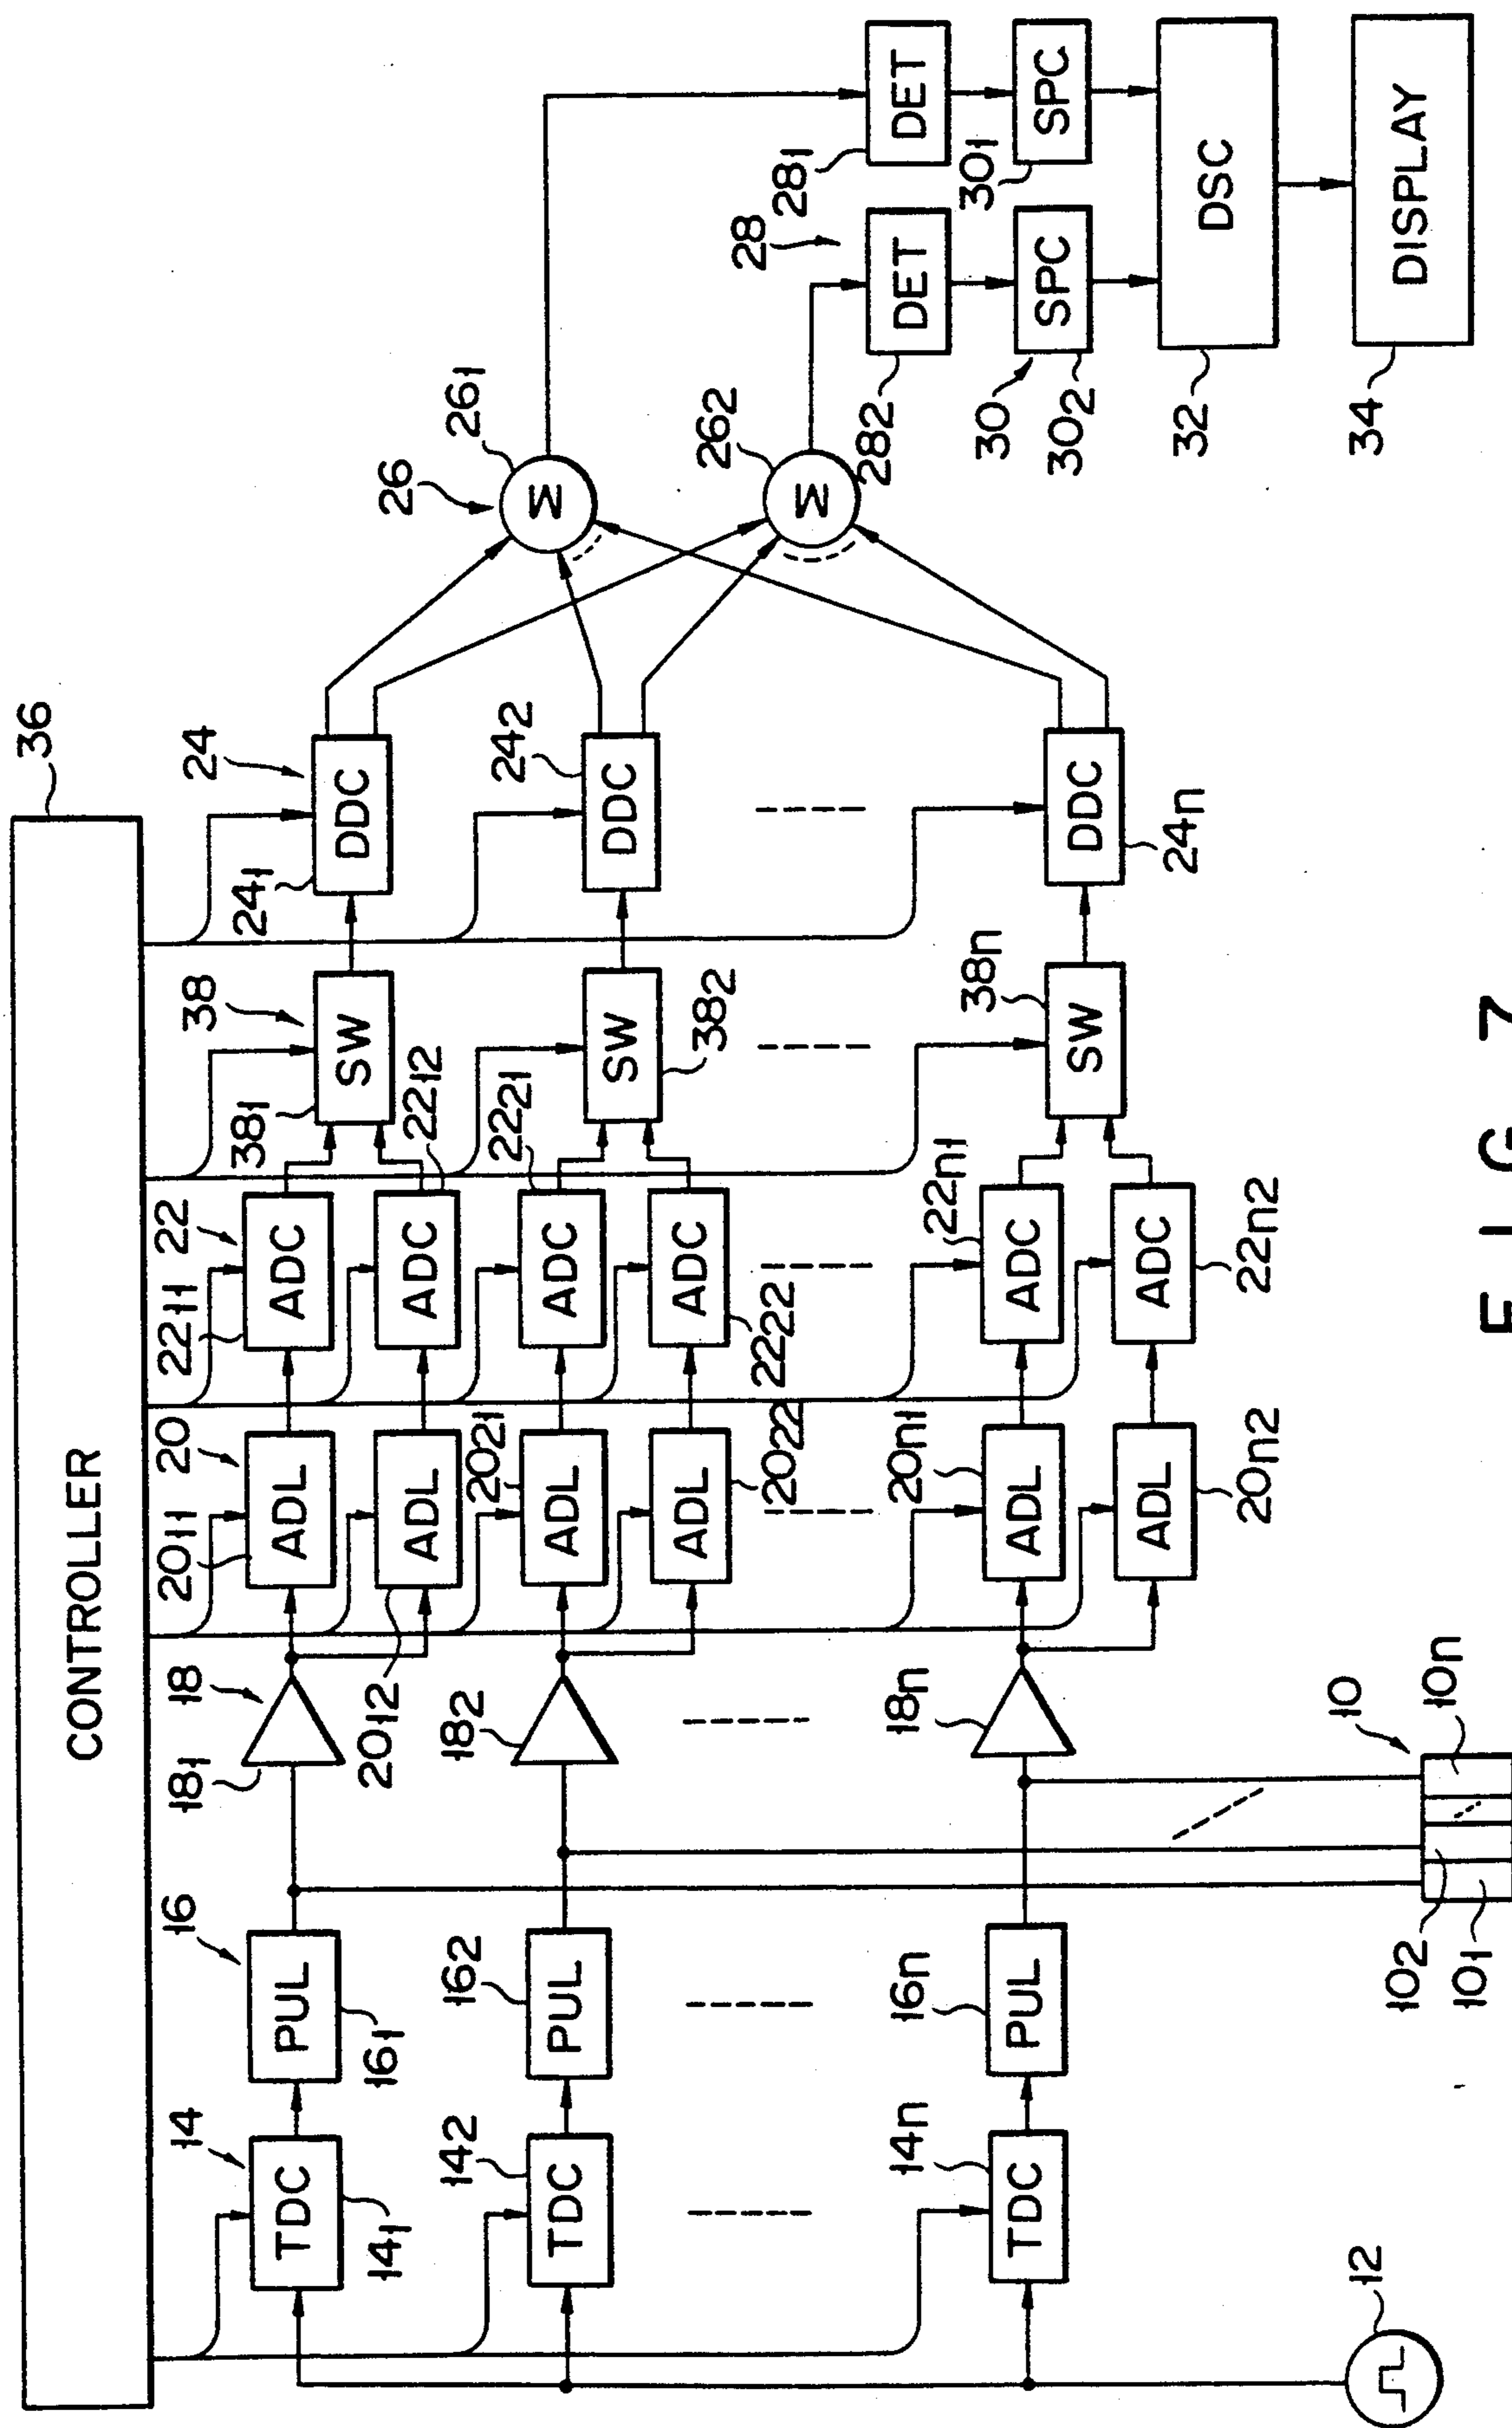 CONTROLLER
36
14
14₁
TDC
16
16₁
PUL
18
18₁
20
20₁₁
ADL
22
22₁₁
ADC
20₁₂
ADL
22₁₂
ADC
38
38₁
SW
24
24₁
DDC
26
26₁
Σ
14₂
TDC
16₂
PUL
18₂
20₂₁
ADL
22₂₁
ADC
20₂₂
ADL
22₂₂
ADC
38₂
SW
24₂
DDC
26₂
Σ
14n
TDC
16n
PUL
18n
20n1
ADL
22n1
ADC
20n2
ADL
22n2
ADC
38n
SW
24n
DDC
28
28₂
DET
28₁
DET
30
30₂
SPC
30₁
SPC
32
DSC
34
DISPLAY
12
10
10₁
10₂
10n
FIG 7